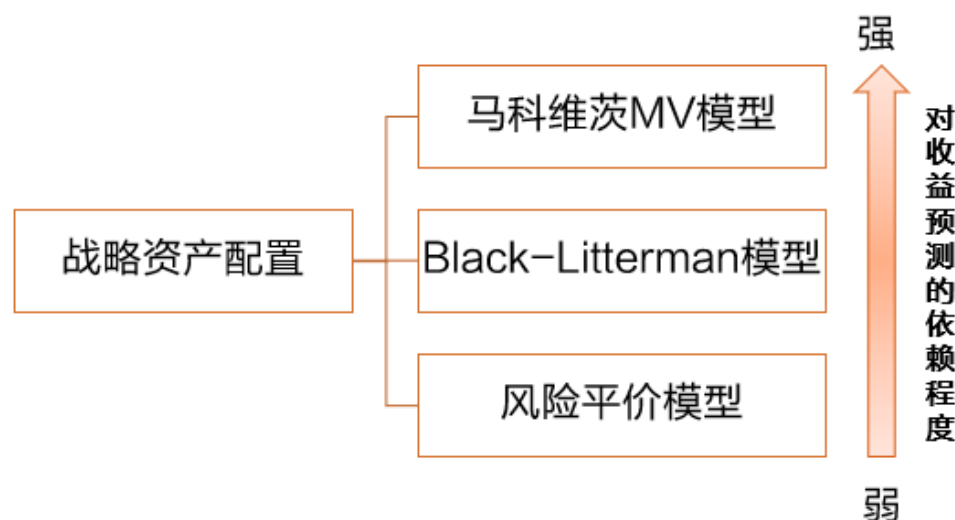 强
马科维茨MV模型
战略资产配置
Black-Litterman模型
风险平价模型
对收益预测的依赖程度
弱